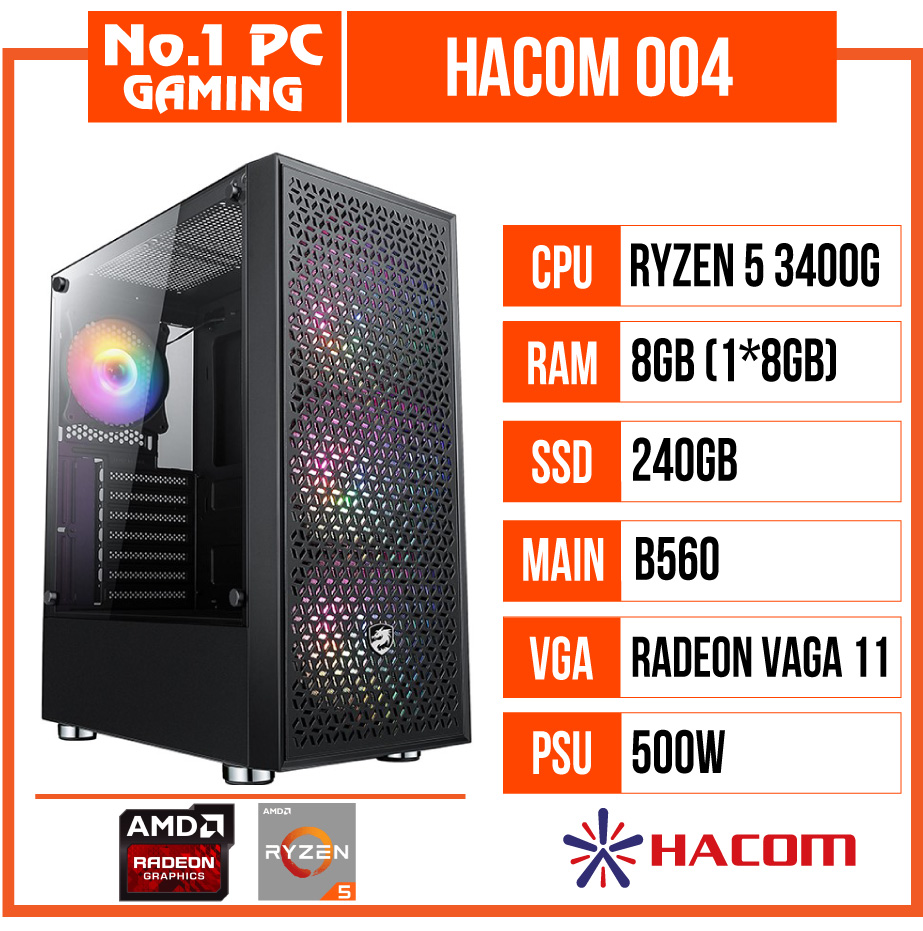 No.1 PC
GAMING
HACOM 004
CPU RYZEN 5 3400G
RAM 8GB (1*8GB)
SSD 240GB
MAIN B560
VGA RADEON VAGA 11
PSU 500W
AMD
RADEON
GRAPHICS
AMD
RYZEN
5
HACOM